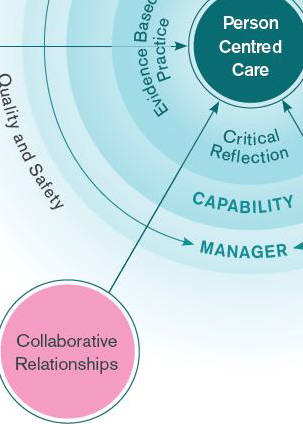 Person
Centred
Care
Evidence Based
Practice
Quality and Safety
Critical
Reflection
CAPABILITY
MANAGER
Collaborative
Relationships